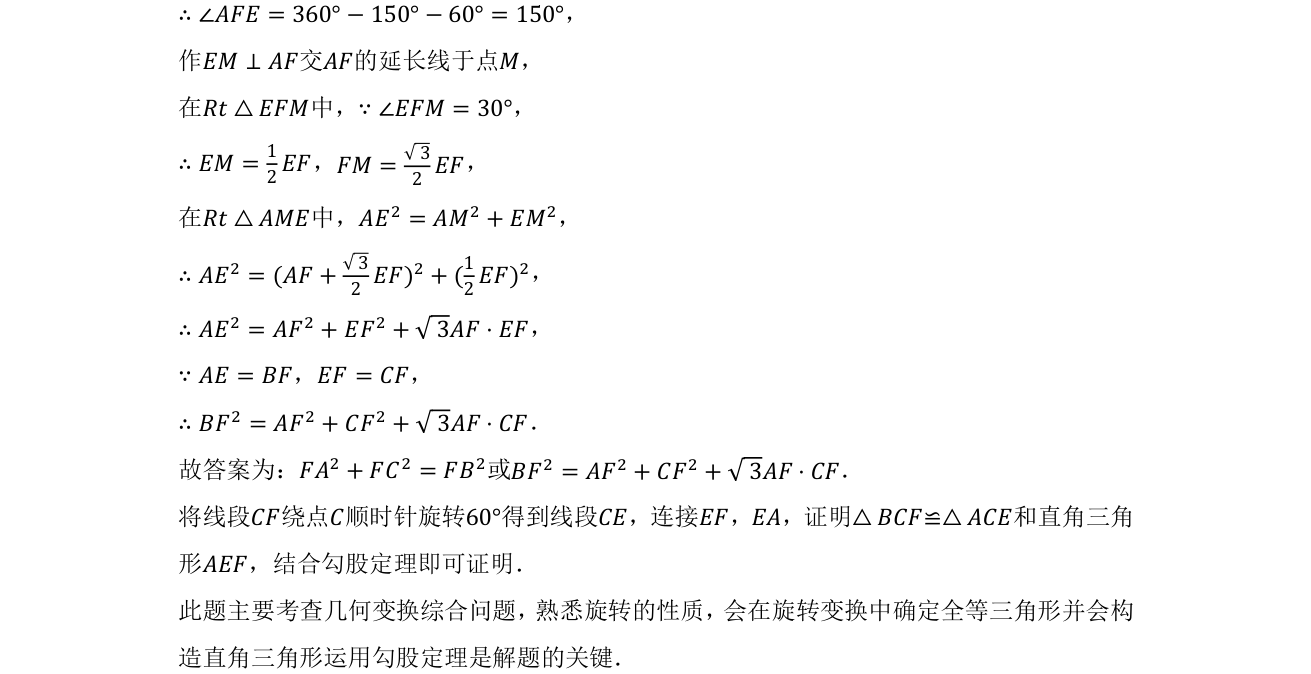 ∴ ∠AFE = 360° − 150° − 60° = 150°，
作EM ⊥ AF交AF的延长线于点M，
在Rt △ EFM中，∵ ∠EFM = 30°，
∴ EM = \frac{1}{2}EF，FM = \frac{\sqrt{3}}{2}EF，
在Rt △ AME中，AE² = AM² + EM²，
∴ AE² = (AF + \frac{\sqrt{3}}{2}EF)² + (\frac{1}{2}EF)²，
∴ AE² = AF² + EF² + √3AF · EF，
∵ AE = BF，EF = CF，
∴ BF² = AF² + CF² + √3AF · CF．
故答案为：FA² + FC² = FB²或BF² = AF² + CF² + √3AF · CF．
将线段CF绕点C顺时针旋转60°得到线段CE，连接EF，EA，证明△ BCF≌△ ACE和直角三角
形AEF，结合勾股定理即可证明．
此题主要考查几何变换综合问题，熟悉旋转的性质，会在旋转变换中确定全等三角形并会构
造直角三角形运用勾股定理是解题的关键．